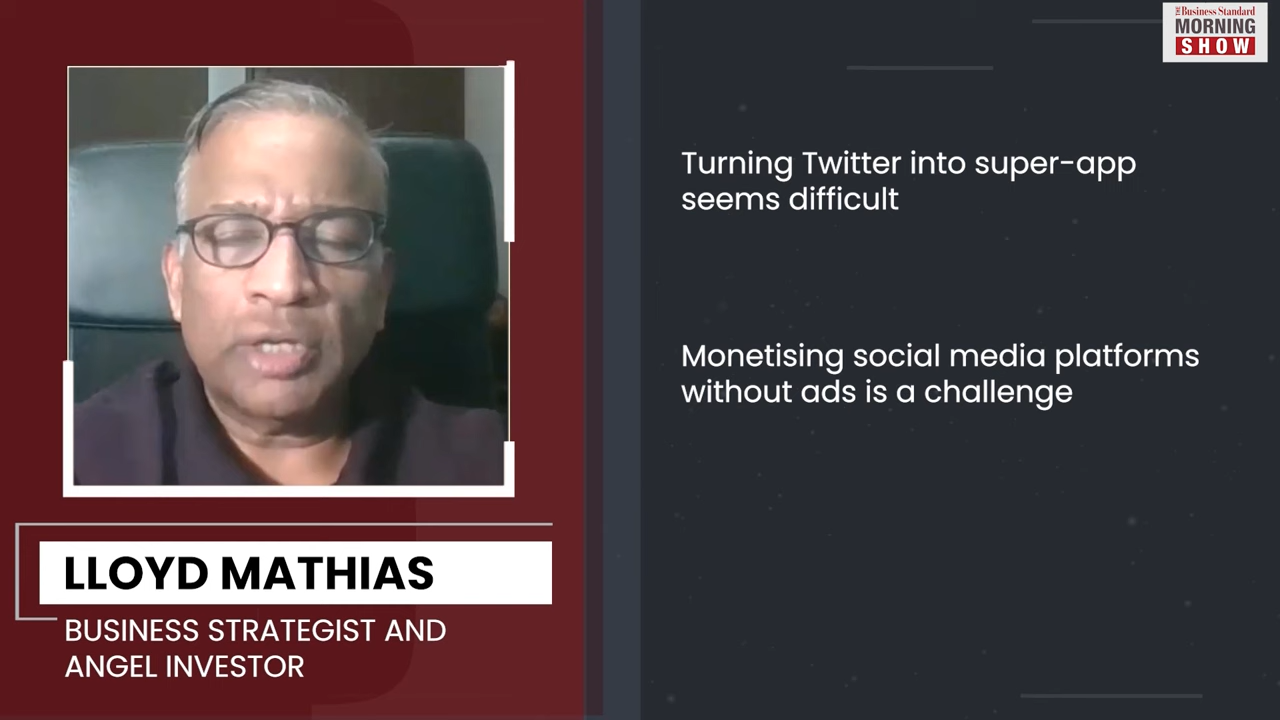 THE Business Standard
MORNING
SHOW
Turning Twitter into super-app
seems difficult
Monetising social media platforms
without ads is a challenge
LLOYD MATHIAS
BUSINESS STRATEGIST AND
ANGEL INVESTOR